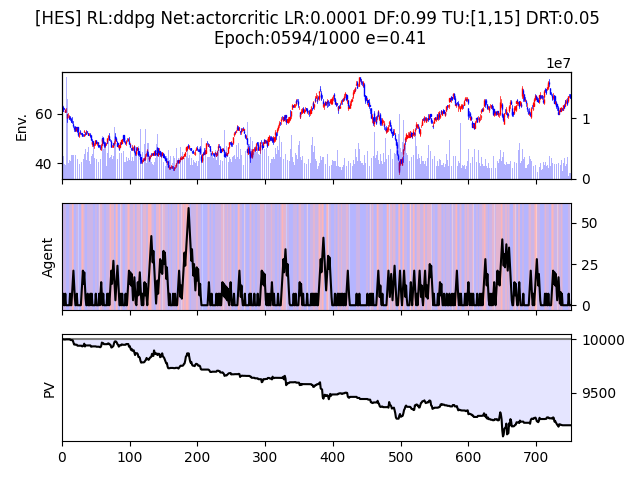 [HES] RL:ddpg Net:actorcritic LR:0.0001 DF:0.99 TU:[1,15] DRT:0.05
Epoch:0594/1000 e=0.41
1e7
Env.
60
40
1
0
Agent
50
25
0
PV
10000
9500
0 100 200 300 400 500 600 700